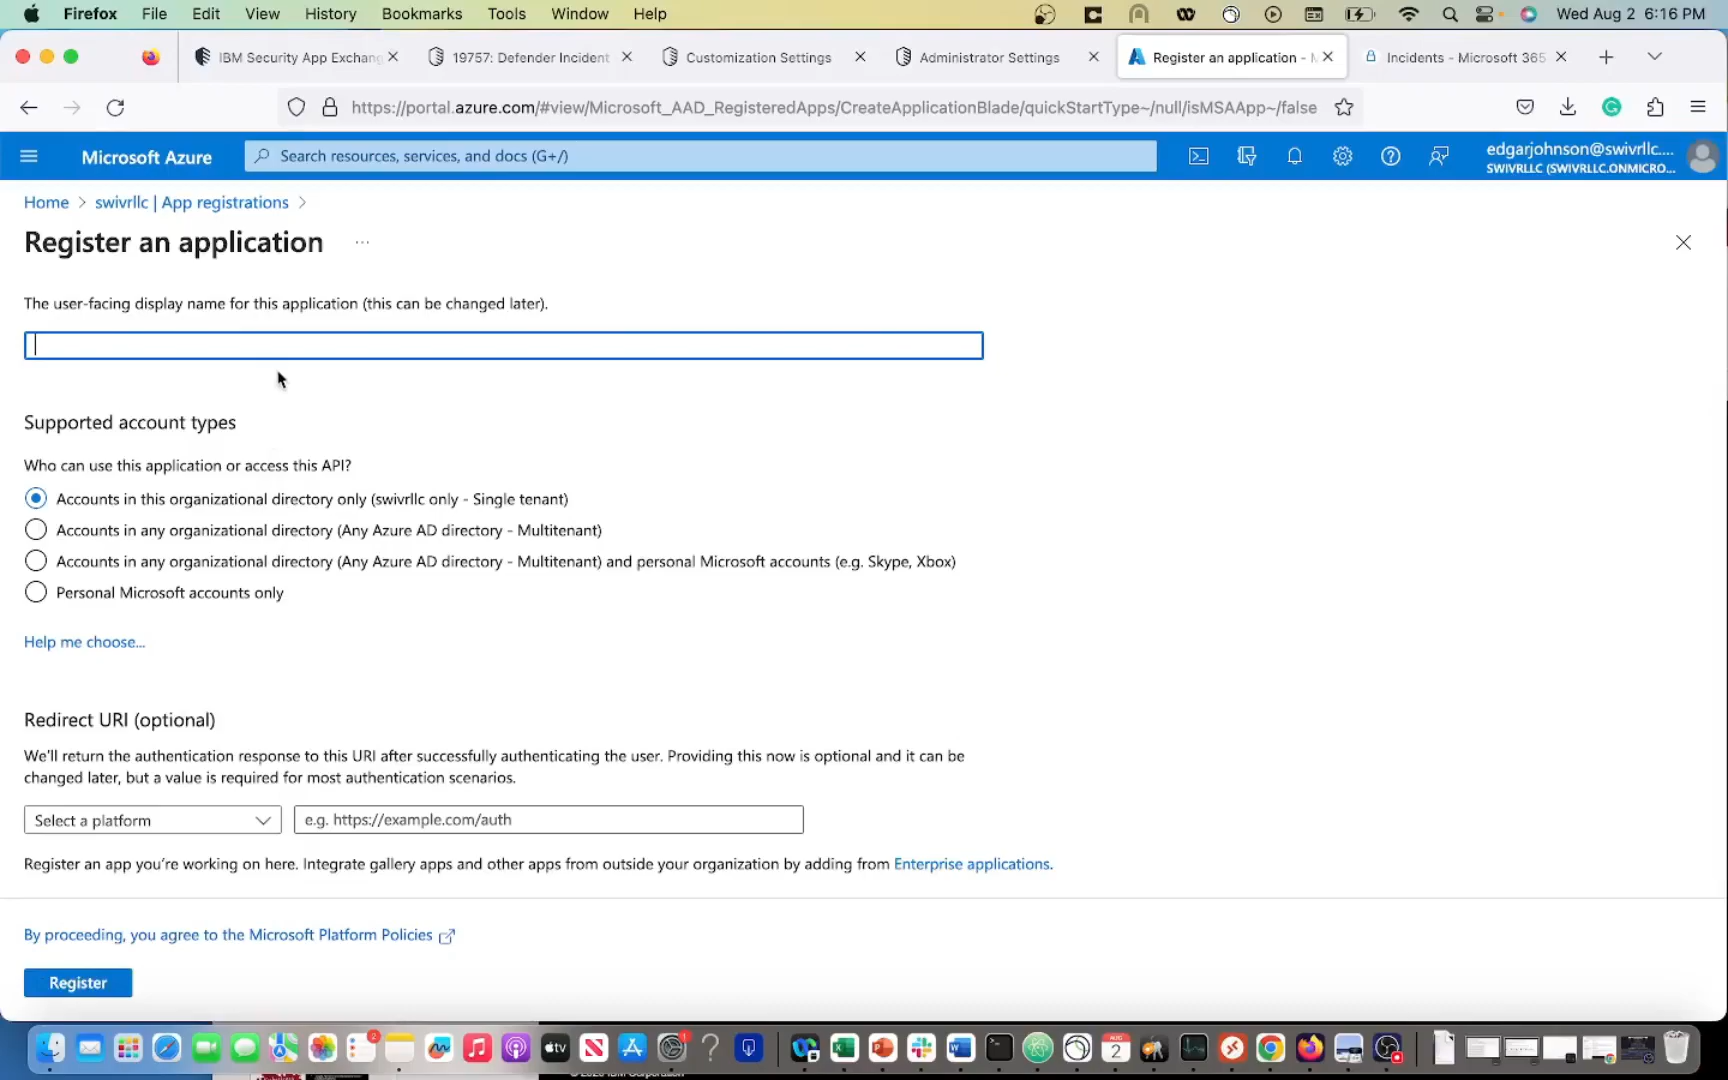 Firefox File Edit View History Bookmarks Tools Window Help Wed Aug 2 6:16 PM
IBM Security App Exchang 19757: Defender Incident Customization Settings Administrator Settings Register an application - Incidents - Microsoft 365
https://portal.azure.com/#view/Microsoft_AAD_RegisteredApps/CreateApplicationBlade/quickStartType~/null/isMSAApp~/false
Microsoft Azure Search resources, services, and docs (G+/) edgarjohnson@swivrllc....
SWIVRLLC (SWIVRLLC.ONMICRO...
Home > swivrllc | App registrations >
Register an application ...
The user-facing display name for this application (this can be changed later).
Supported account types
Who can use this application or access this API?
Accounts in this organizational directory only (swivrllc only - Single tenant)
Accounts in any organizational directory (Any Azure AD directory - Multitenant)
Accounts in any organizational directory (Any Azure AD directory - Multitenant) and personal Microsoft accounts (e.g. Skype, Xbox)
Personal Microsoft accounts only
Help me choose...
Redirect URI (optional)
We'll return the authentication response to this URI after successfully authenticating the user. Providing this now is optional and it can be
changed later, but a value is required for most authentication scenarios.
Select a platform e.g. https://example.com/auth
Register an app you're working on here. Integrate gallery apps and other apps from outside your organization by adding from Enterprise applications.
By proceeding, you agree to the Microsoft Platform Policies
Register